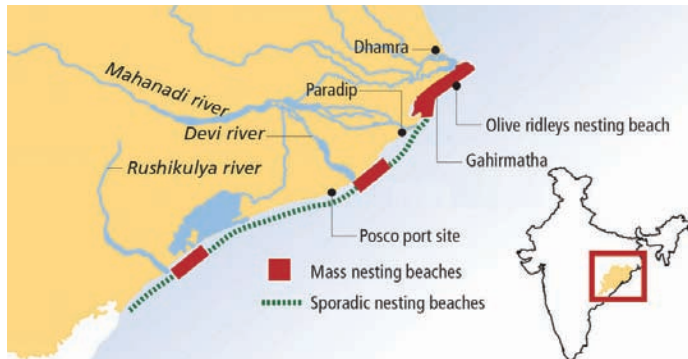 Dhamra
Mahanadi river
Paradip
Devi river
Olive ridleys nesting beach
Rushikulya river
Gahirmatha
Posco port site
Mass nesting beaches
Sporadic nesting beaches